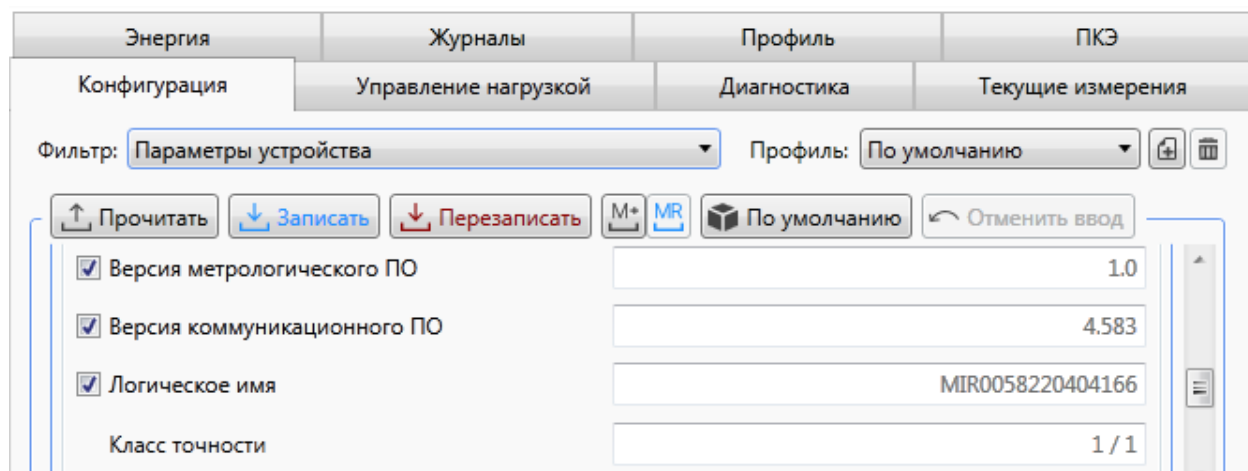 Энергия Журналы Профиль ПКЭ
Конфигурация Управление нагрузкой Диагностика Текущие измерения
Фильтр: Параметры устройства Профиль: По умолчанию
Прочитать Записать Перезаписать M+ MR По умолчанию Отменить ввод
Версия метрологического ПО 1.0
Версия коммуникационного ПО 4.583
Логическое имя MIR0058220404166
Класс точности 1 / 1